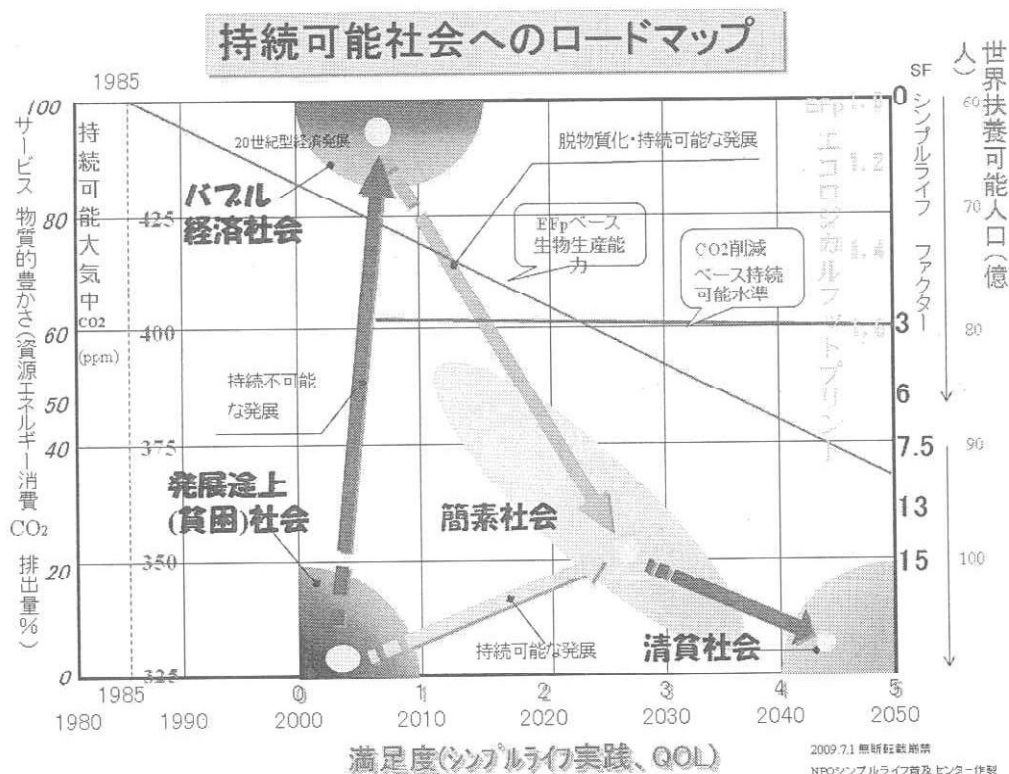 持続可能社会へのロードマップ
1985
SF
100
80
60
50
40
20
0
サービス 物質的豊かさ(資源エネルギー消費 CO2 排出量%)
持続可能大気中CO2
(ppm)
425
400
375
350
325
20世紀型経済発展
バブル
経済社会
脱物質化・持続可能な発展
EFpベース
生物生産能
力
CO2削減
ベース持続
可能水準
持続不可能
な発展
発展途上
(貧困)社会
簡素社会
持続可能な発展
清貧社会
0
3
6
7.5
13
15
シンプルライフ ファクター
EFp エコロジカルフットプリント
1.2
1.4
世界扶養可能人口(億人)
60
70
80
90
100
1985
0 1 2 3 4 5
1980 1990 2000 2010 2020 2030 2040 2050
満足度(シンプルライフ実践、QOL)
2009.7.1 無断転載厳禁
NPOシンプルライフ普及センター作製